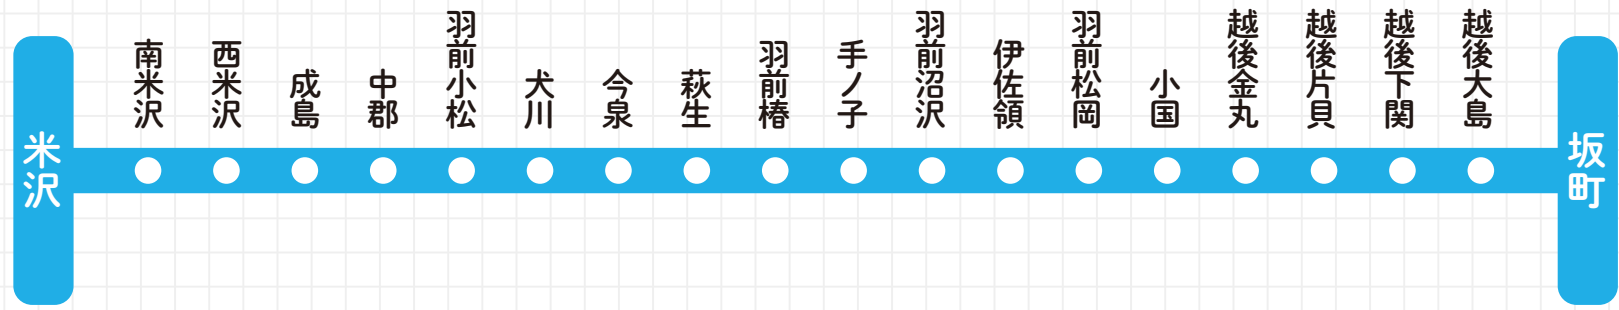 米沢
南米沢
西米沢
成島
中郡
羽前小松
犬川
今泉
萩生
羽前椿
手ノ子
羽前沼沢
伊佐領
羽前松岡
小国
越後金丸
越後片貝
越後下関
越後大島
坂町